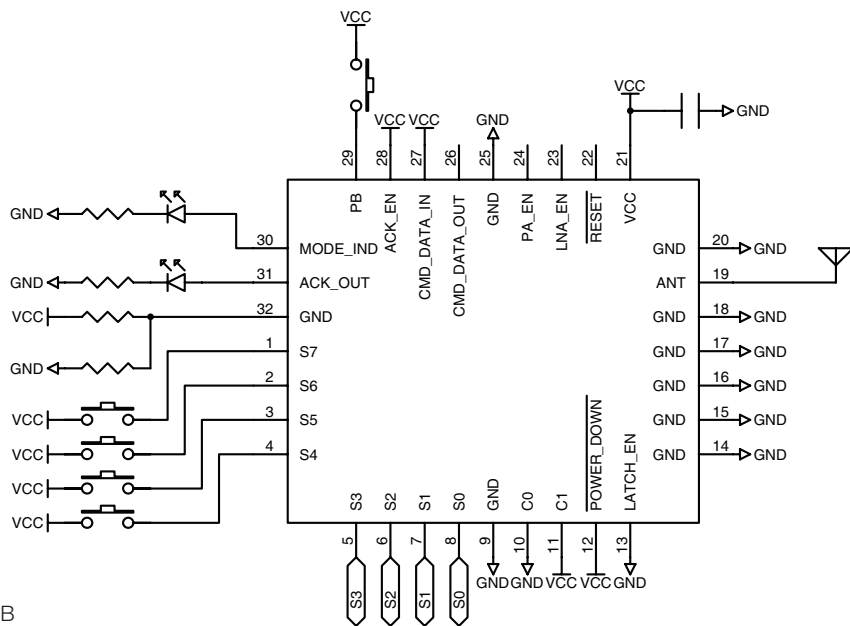 VCC
VCC VCC
GND
VCC
GND
29 28 27 26 25 24 23 22 21
PB
ACK_EN
CMD_DATA_IN
CMD_DATA_OUT
GND
PA_EN
LNA_EN
RESET
VCC
GND 30 MODE_IND
GND 31 ACK_OUT
VCC 32 GND
GND
1 S7
2 S6
VCC 3 S5
VCC 4 S4
VCC
VCC
GND 20 GND
ANT 19
GND 18 GND
GND 17 GND
GND 16 GND
GND 15 GND
GND 14 GND
S3
S2
S1
S0
GND
C0
C1
POWER_DOWN
LATCH_EN
5 6 7 8 9 10 11 12 13
S3 S2 S1 S0
GND GND VCC VCC GND
B